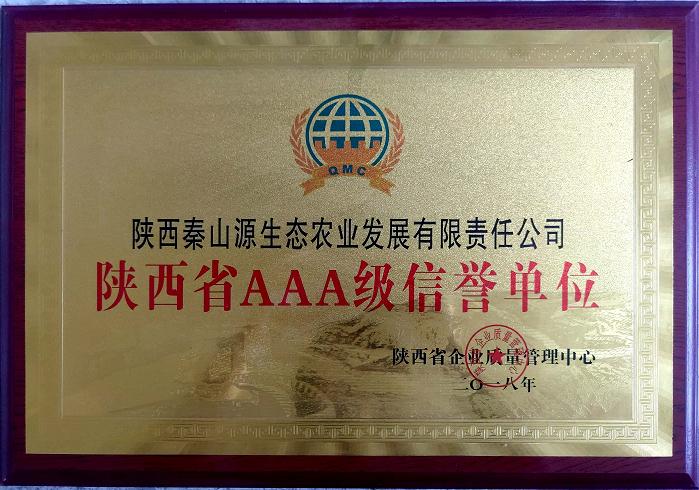 QMC
陕西秦山源生态农业发展有限责任公司
陕西省AAA级信誉单位
陕西省企业质量管理中心
二〇一八年